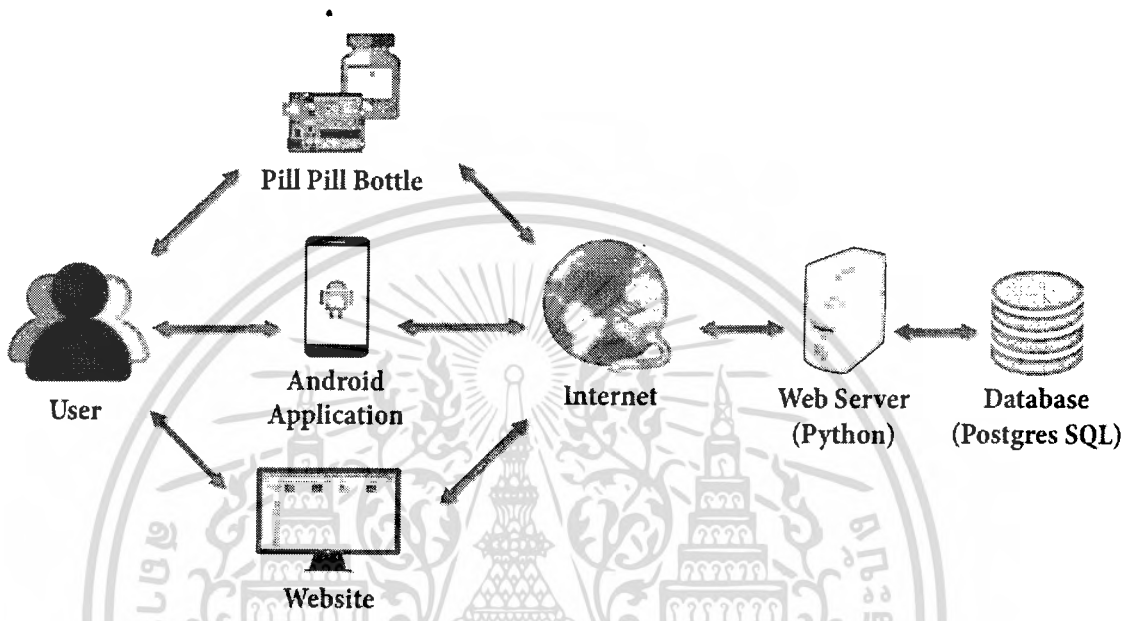 Pill Pill Bottle
User
Android
Application
Internet
Web Server
(Python)
Database
(Postgres SQL)
Website